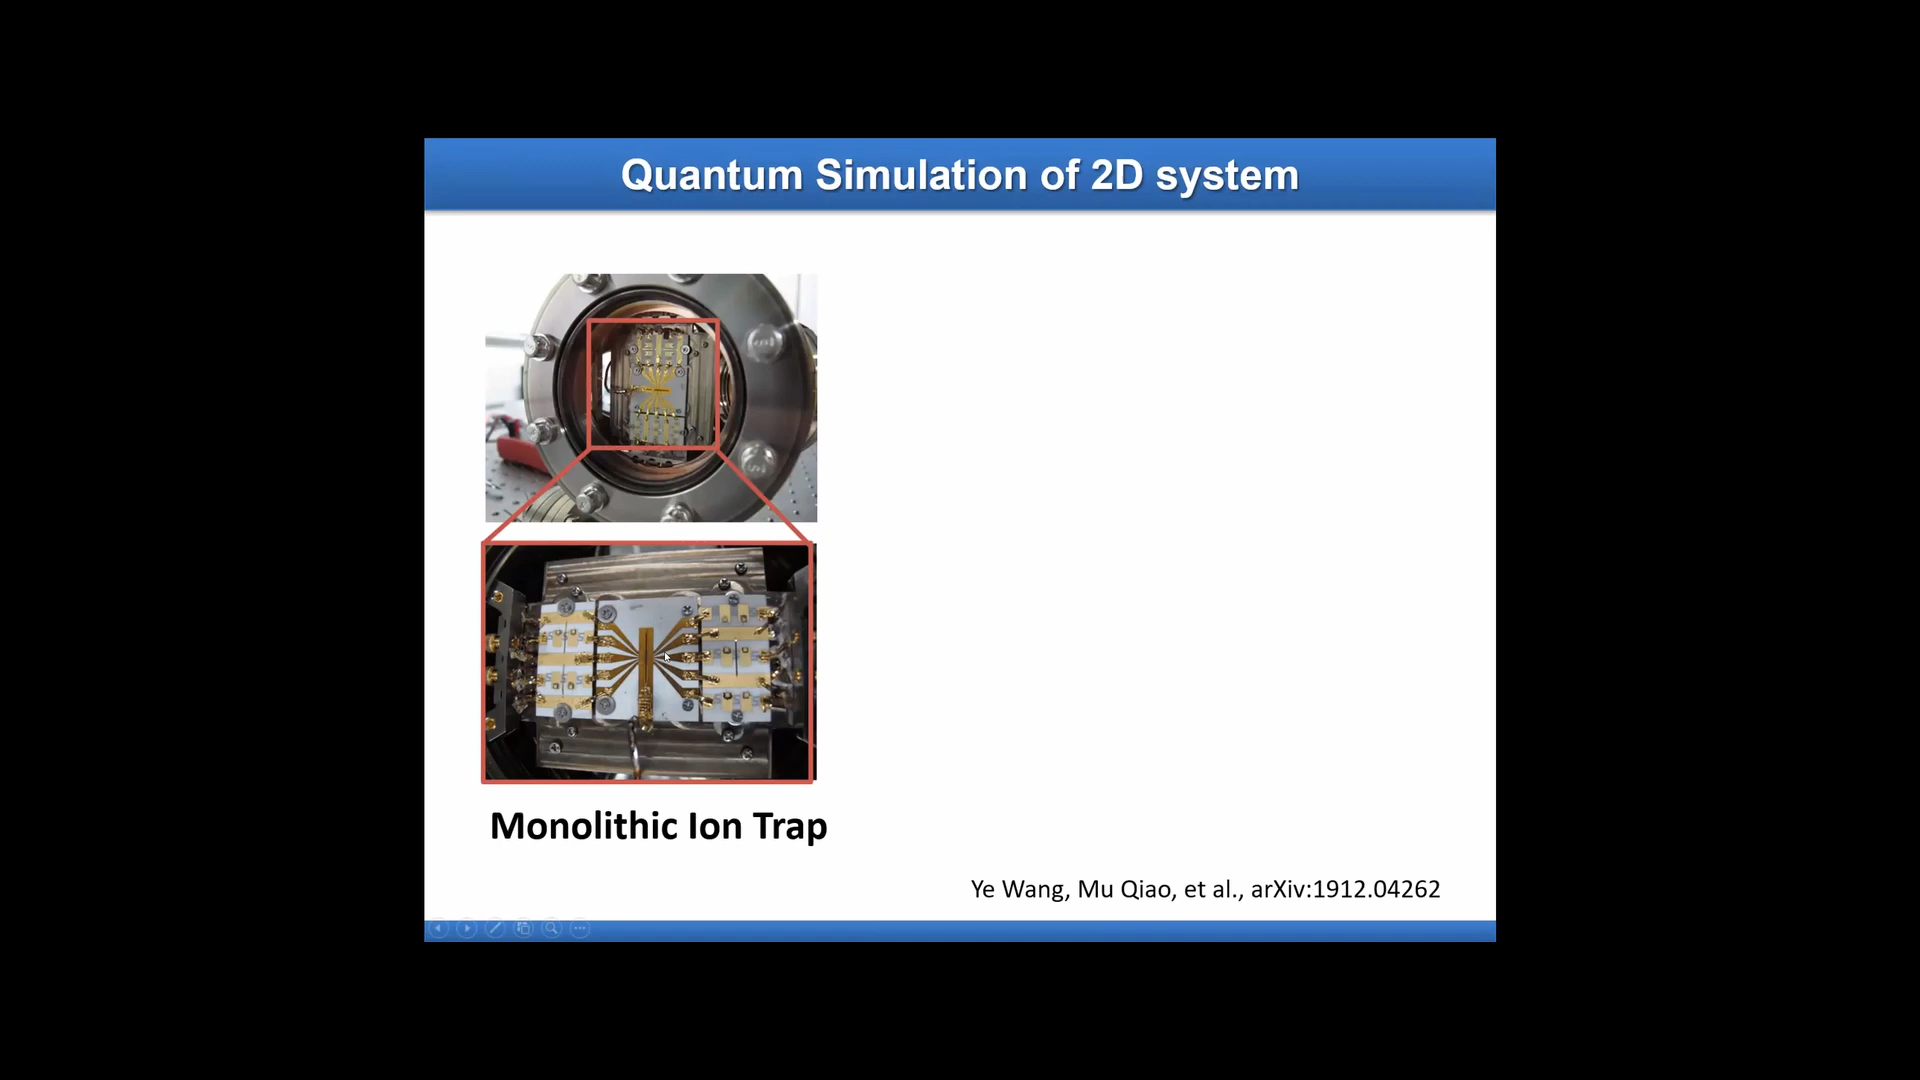 Quantum Simulation of 2D system
Monolithic Ion Trap
Ye Wang, Mu Qiao, et al., arXiv:1912.04262